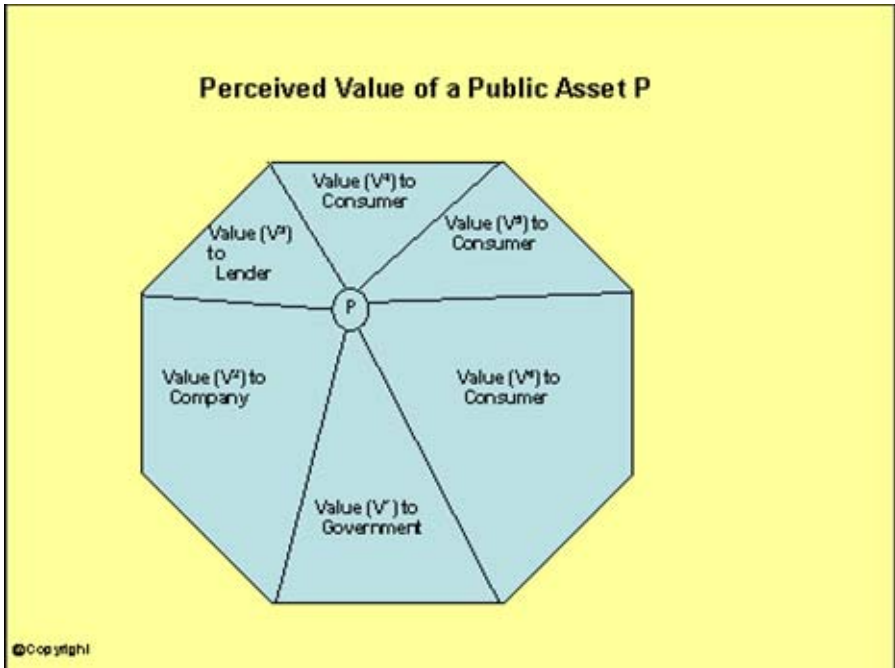 Perceived Value of a Public Asset P
Value (V⁴) to
Consumer
Value (V³)
to
Lender
Value (V⁵) to
Consumer
P
Value (V²) to
Company
Value (Vⁿ) to
Consumer
Value (V¹) to
Government
©Copyright